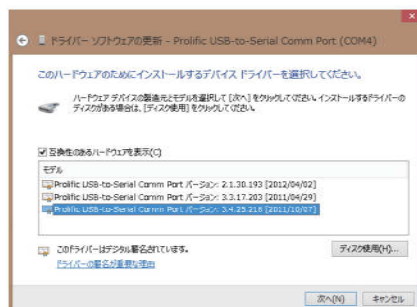 ドライバー ソフトウェアの更新 - Prolific USB-to-Serial Comm Port (COM4)
このハードウェアのためにインストールするデバイス ドライバーを選択してください。
ハードウェア デバイスの製造元とモデルを選択して [次へ] をクリックしてください。インストールするドライバーの
ディスクがある場合は、[ディスク使用] をクリックしてください。
互換性のあるハードウェアを表示(C)
モデル
Prolific USB-to-Serial Comm Port バージョン: 2.1.30.193 [2012/04/02]
Prolific USB-to-Serial Comm Port バージョン: 3.3.17.203 [2011/04/29]
Prolific USB-to-Serial Comm Port バージョン: 3.4.25.218 [2011/10/07]
このドライバーはデジタル署名されています。
ディスク使用(H)...
ドライバーの署名が重要な理由
次へ(N)
キャンセル